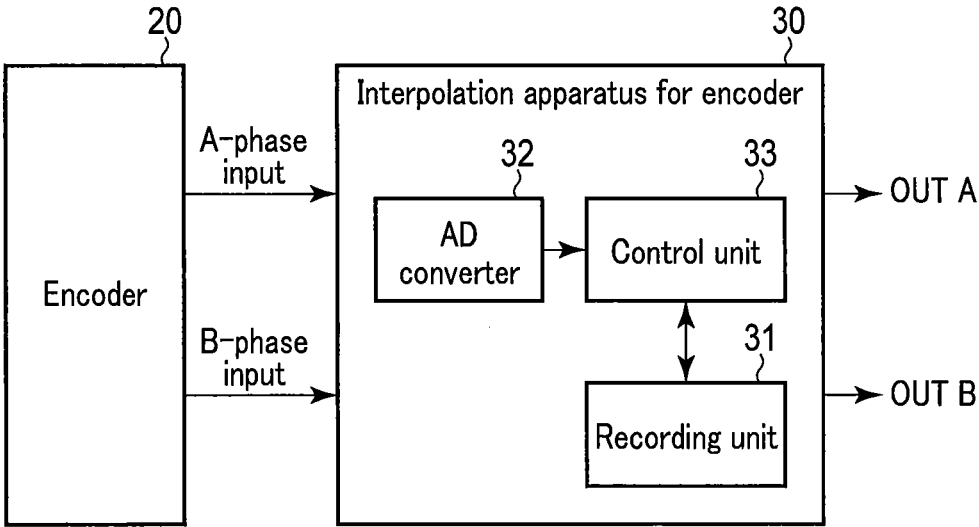 20
30
Interpolation apparatus for encoder
A-phase
input
32
33
OUT A
AD
converter
Control unit
Encoder
B-phase
input
31
OUT B
Recording unit